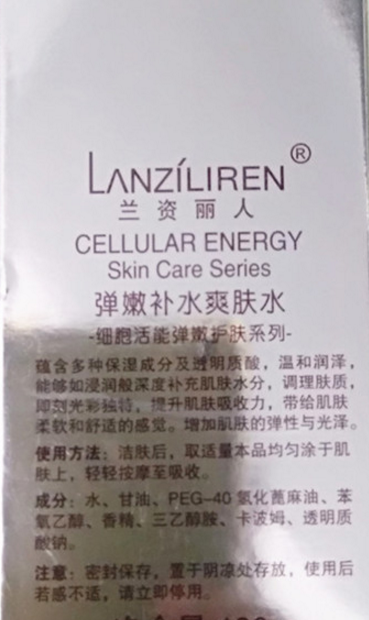 LANZÍLIREN®
兰资丽人
CELLULAR ENERGY
Skin Care Series
弹嫩补水爽肤水
-细胞活能弹嫩护肤系列-
蕴含多种保湿成分及透明质酸，温和润泽，
能够如浸润般深度补充肌肤水分，调理肤质，
即刻光彩独特，提升肌肤吸收力，带给肌肤
柔软和舒适的感觉。增加肌肤的弹性与光泽。
使用方法：洁肤后，取适量本品均匀涂于肌
肤上，轻轻按摩至吸收。
成分：水、甘油、PEG-40氢化蓖麻油、苯
氧乙醇、香精、三乙醇胺、卡波姆、透明质
酸钠。
注意：密封保存，置于阴凉处存放，使用后
若感不适，请立即停用。